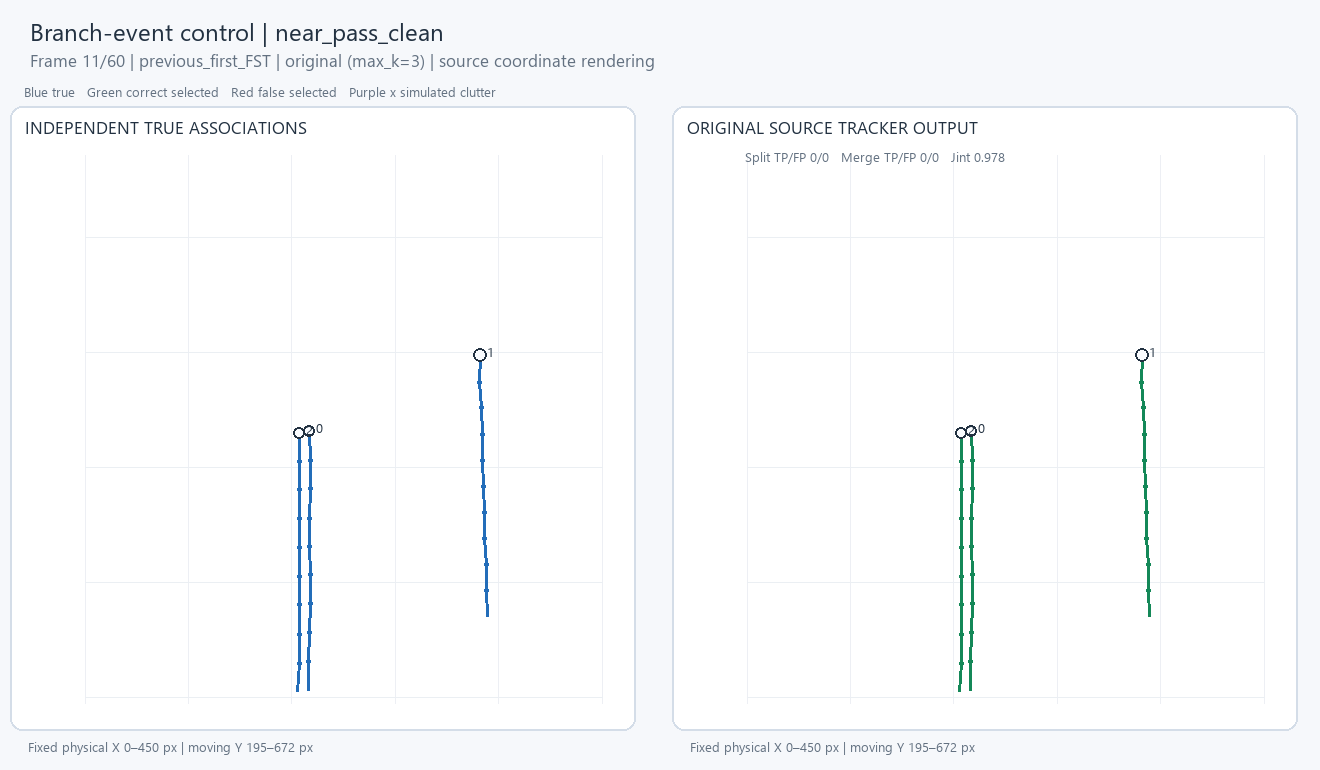 Branch-event control | near_pass_clean
Frame 11/60 | previous_first_FST | original (max_k=3) | source coordinate rendering
Blue true Green correct selected Red false selected Purple x simulated clutter
INDEPENDENT TRUE ASSOCIATIONS
1
0
Fixed physical X 0–450 px | moving Y 195–672 px
ORIGINAL SOURCE TRACKER OUTPUT
Split TP/FP 0/0 Merge TP/FP 0/0 Jint 0.978
1
0
Fixed physical X 0–450 px | moving Y 195–672 px